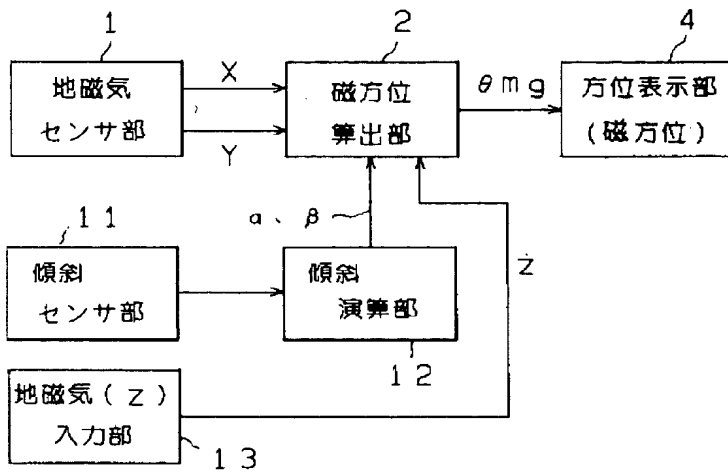 1
地磁気
センサ部
X
Y
2
磁方位
算出部
θmg
4
方位表示部
(磁方位)
11
傾斜
センサ部
α、β
傾斜
演算部
12
Z
地磁気(Z)
入力部
13